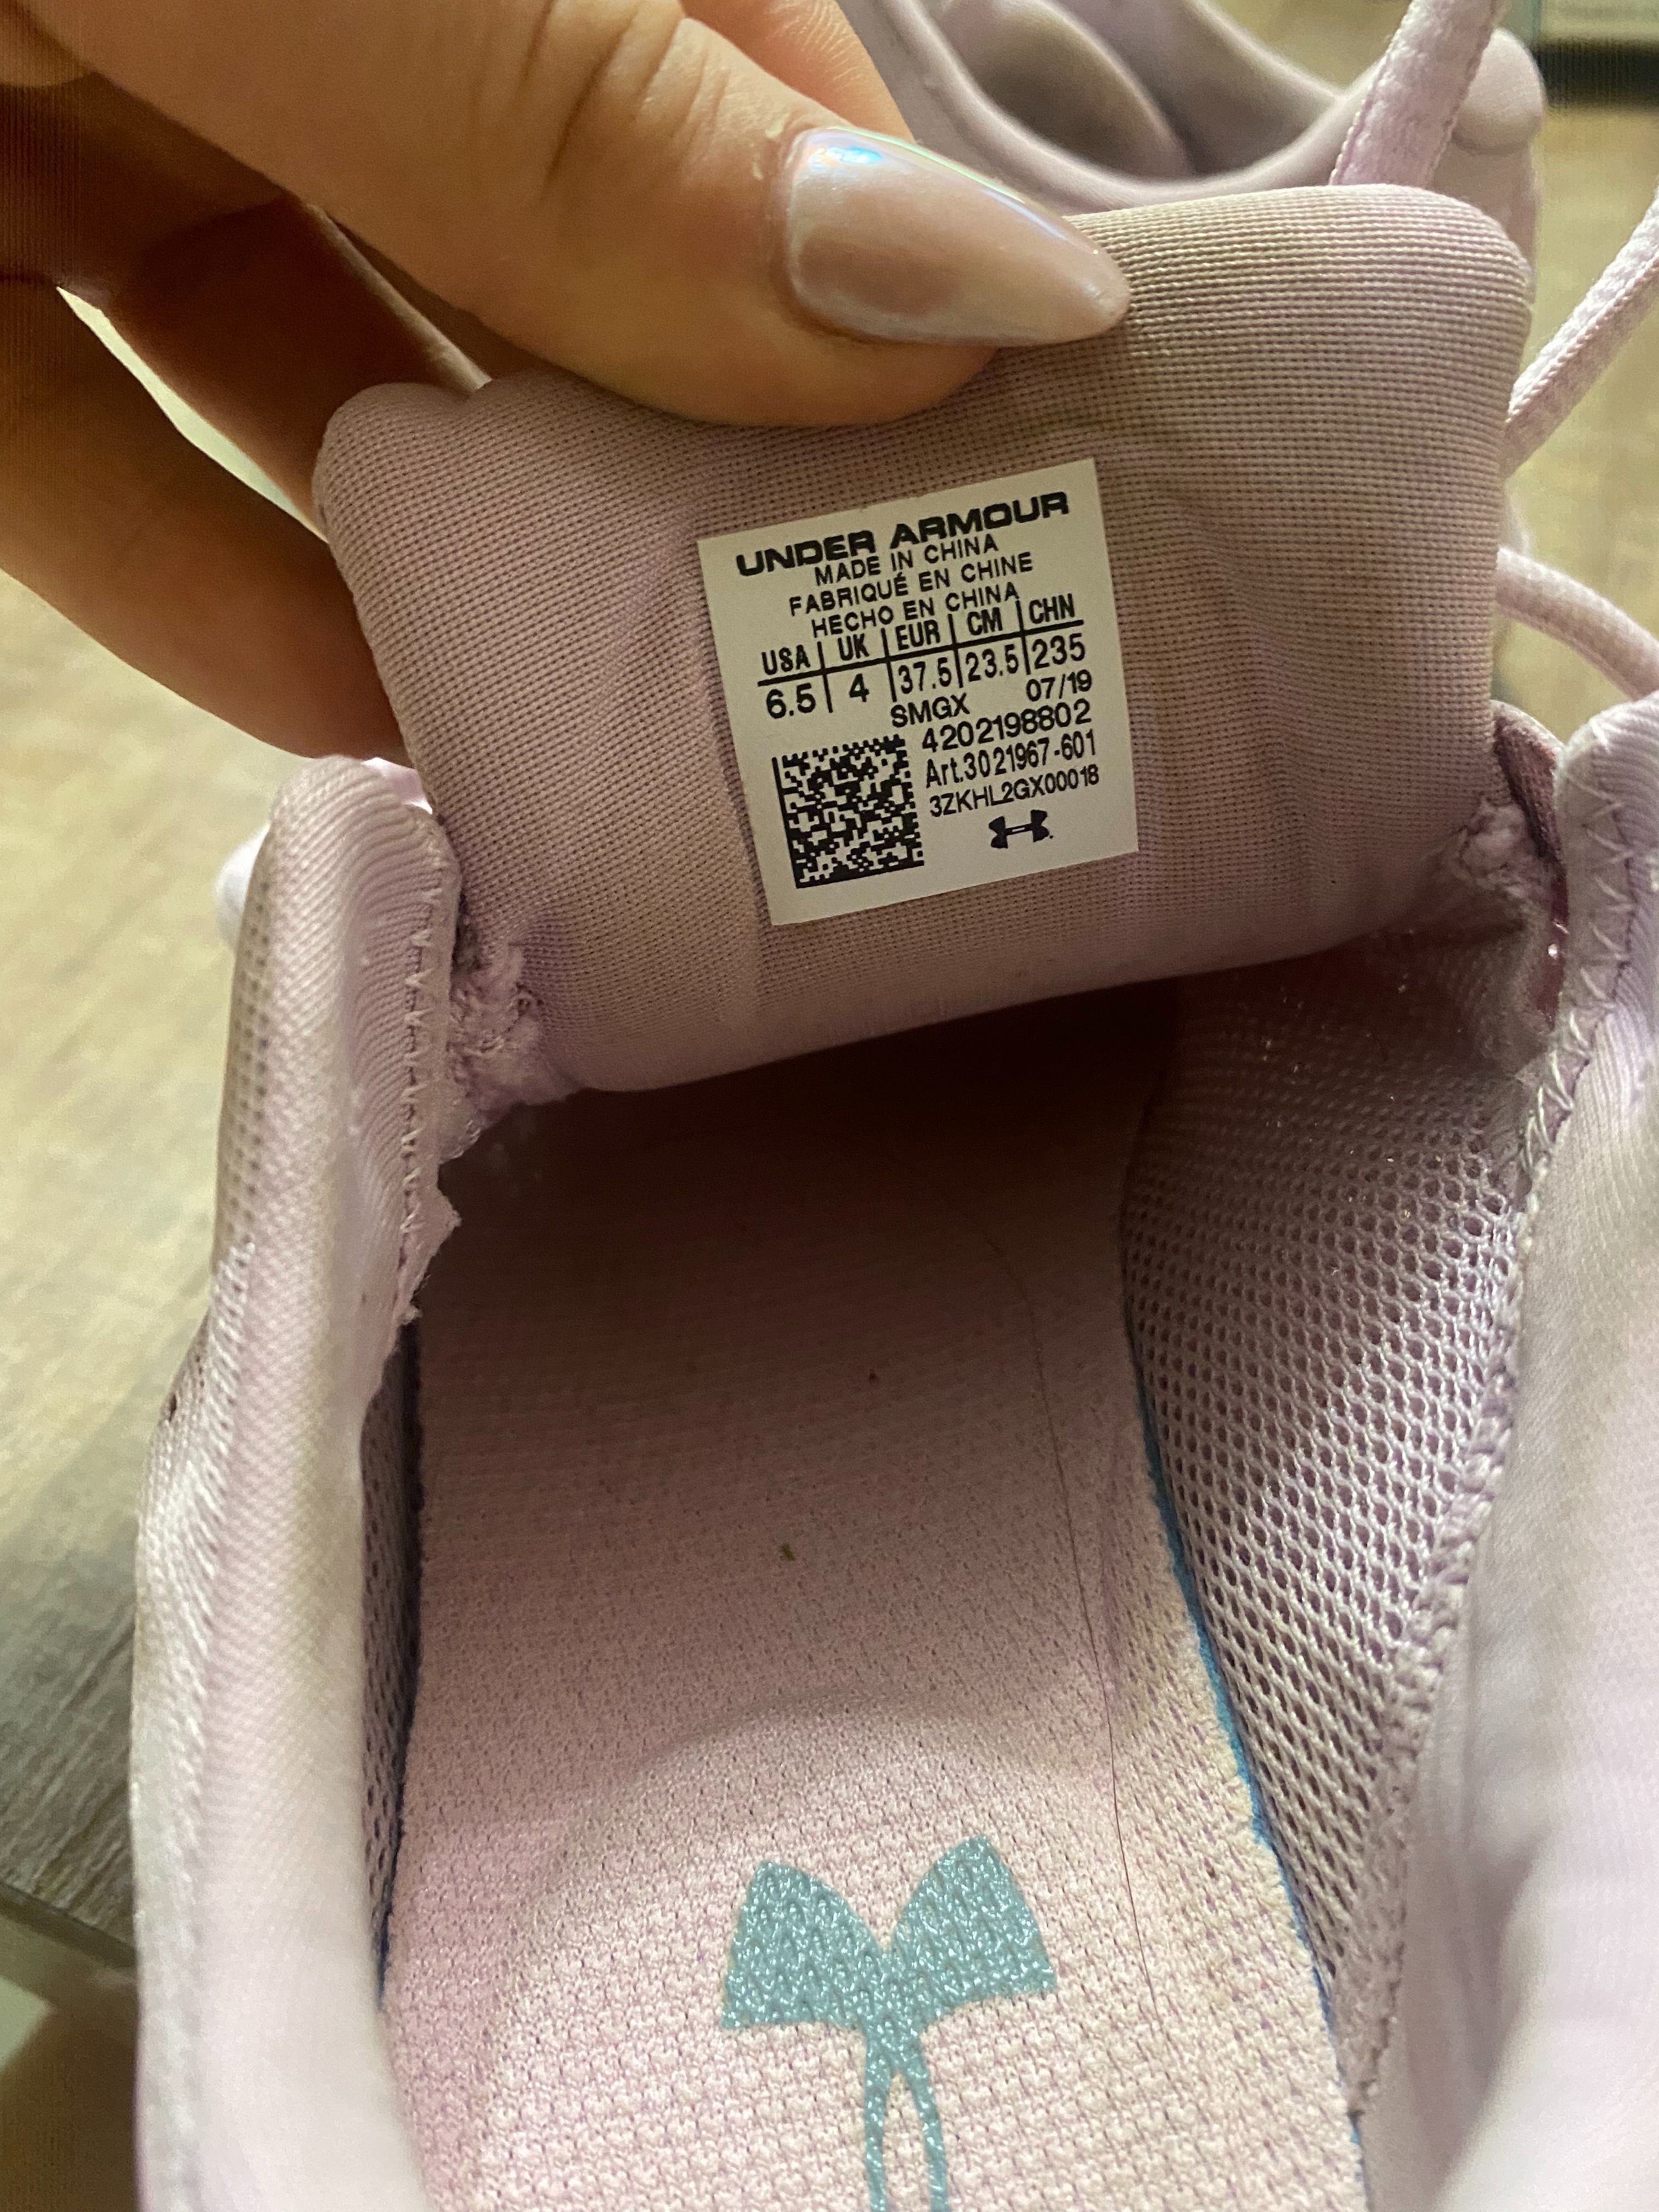 UNDER ARMOUR
MADE IN CHINA
FABRIQUÉ EN CHINE
HECHO EN CHINA
USA | UK | EUR | CM | CHN
6.5 | 4 | 37.5 | 23.5 | 235
SMGX 07/19
4202198802
Art.3021967-601
3ZKHL2GX00018